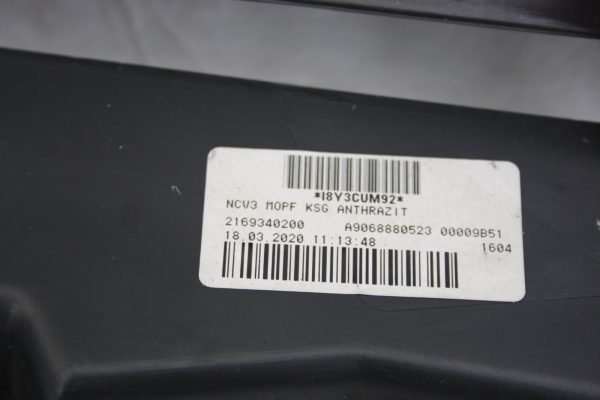 *I8Y3CUM92*
NCV3 MOPF KSG ANTHRAZIT
2169340200 A9068880523 00009B51
18.03.2020 11:13:48 1604